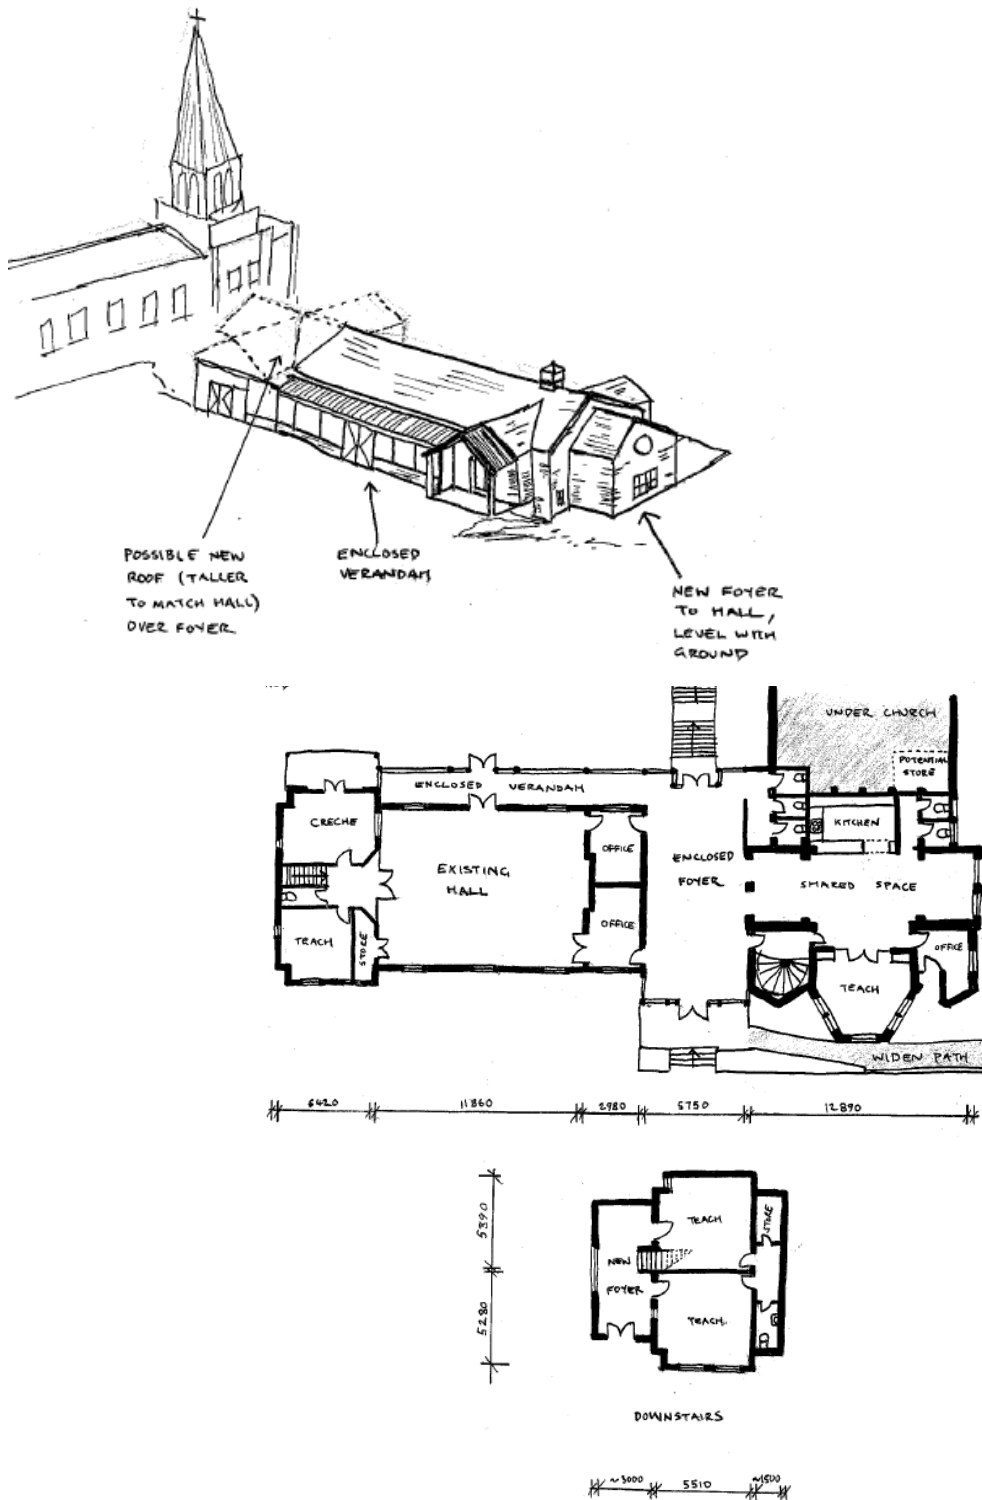 POSSIBLE NEW
ROOF (TALLER
TO MATCH HALL)
OVER FOYER
ENCLOSED
VERANDAH
NEW FOYER
TO HALL,
LEVEL WITH
GROUND
UNDER CHURCH
POTENTIAL
STORE
ENCLOSED VERANDAH
CRECHE
KITCHEN
OFFICE
ENCLOSED
FOYER
EXISTING
HALL
SHARED SPACE
OFFICE
TEACH
STORE
OFFICE
TEACH
WIDEN PATH
6420
11860
2980
5750
12890
5390
5280
TEACH
STORE
NEW
FOYER
TEACH
DOWNSTAIRS
~3000
5510
~1500